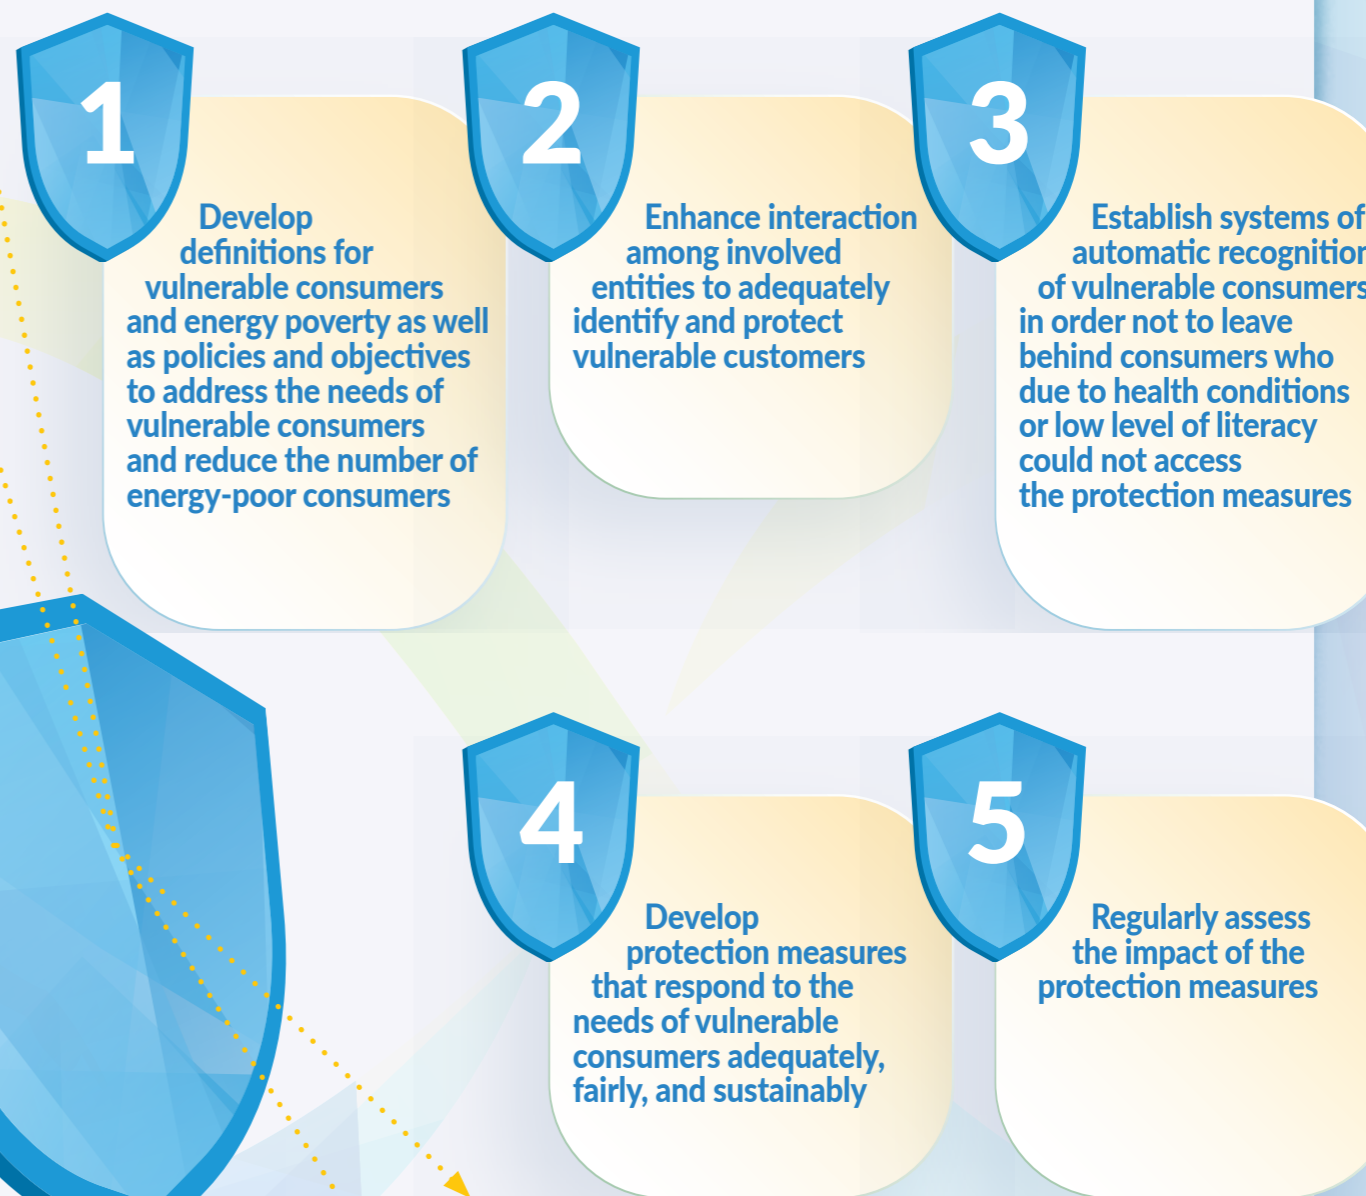 1
Develop
definitions for
vulnerable consumers
and energy poverty as well
as policies and objectives
to address the needs of
vulnerable consumers
and reduce the number of
energy-poor consumers
2
Enhance interaction
among involved
entities to adequately
identify and protect
vulnerable customers
3
Establish systems of
automatic recognition
of vulnerable consumers
in order not to leave
behind consumers who
due to health conditions
or low level of literacy
could not access
the protection measures
4
Develop
protection measures
that respond to the
needs of vulnerable
consumers adequately,
fairly, and sustainably
5
Regularly assess
the impact of the
protection measures